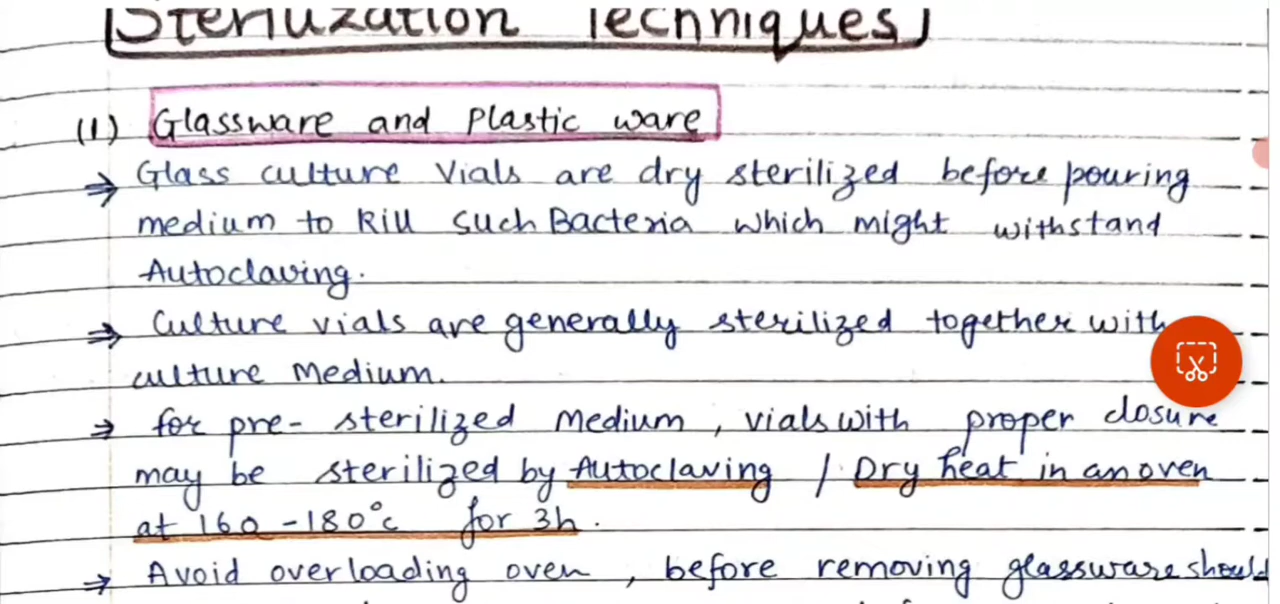 Sterilization Techniques
(1) Glassware and Plastic ware
⇒ Glass culture Vials are dry sterilized before pouring
medium to Kill such Bacteria which might withstand
Autoclaving.
⇒ Culture vials are generally sterilized together with
culture Medium.
⇒ for pre-sterilized Medium, vials with proper closure
may be sterilized by Autoclaving / Dry heat in an oven
at 160-180°c for 3h.
⇒ Avoid overloading oven, before removing glassware should